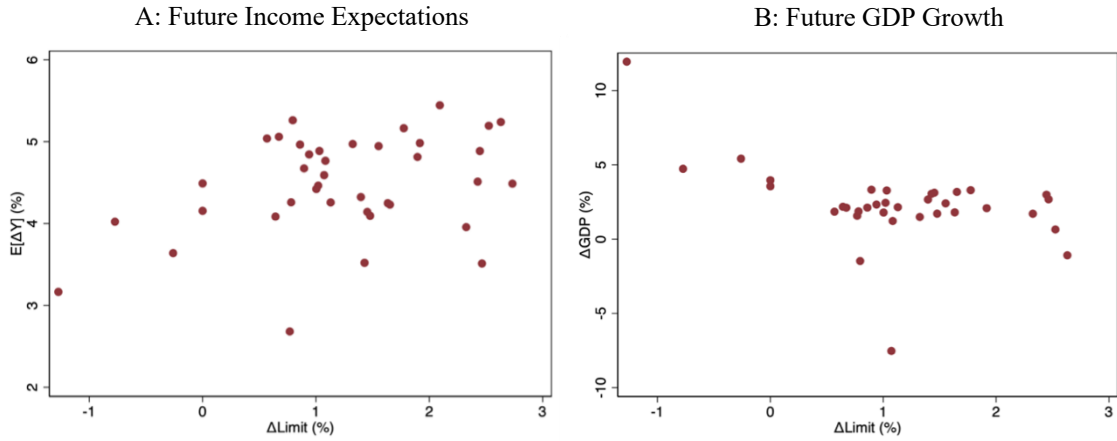 A: Future Income Expectations
6
5
4
3
2
E[ΔY] (%)
-1 0 1 2 3
ΔLimit (%)
B: Future GDP Growth
10
5
0
-5
-10
ΔGDP (%)
-1 0 1 2 3
ΔLimit (%)